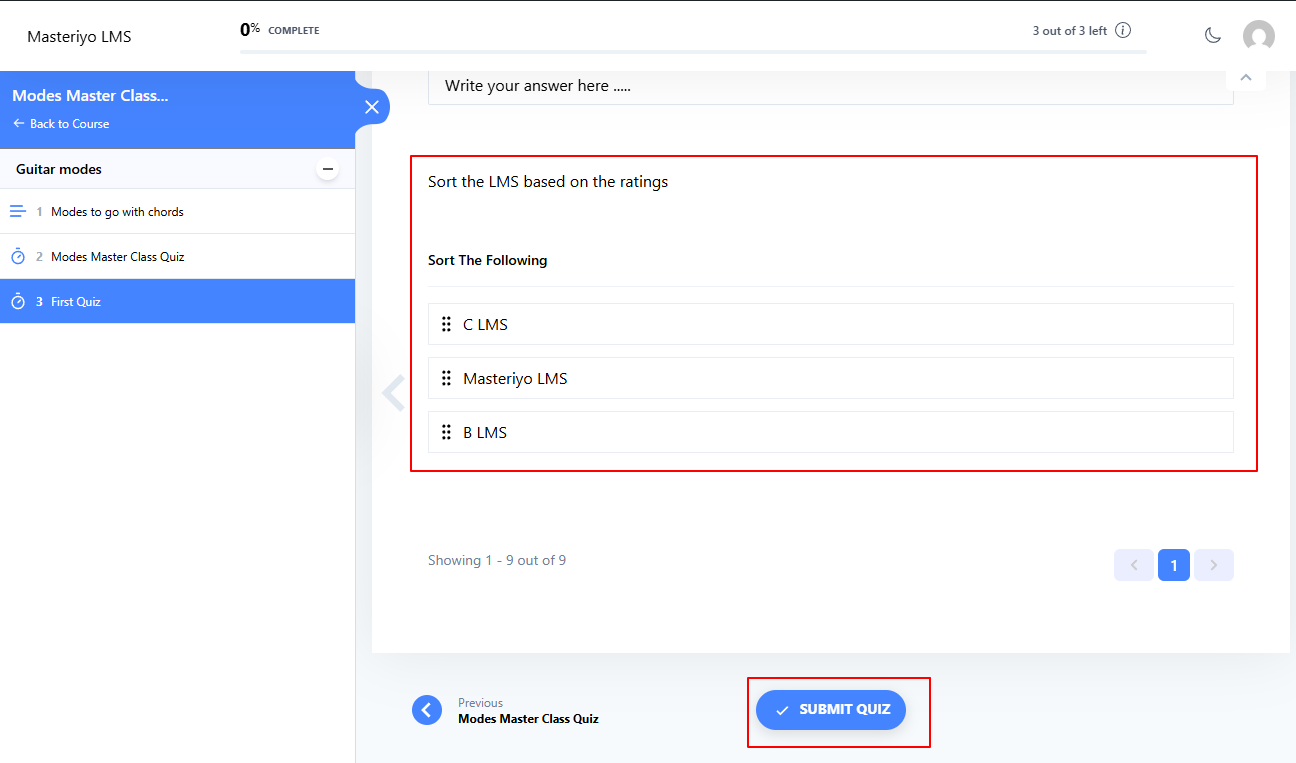 Masteriyo LMS
0% COMPLETE
3 out of 3 left
Modes Master Class...
Back to Course
Guitar modes
1 Modes to go with chords
2 Modes Master Class Quiz
3 First Quiz
Write your answer here .....
Sort the LMS based on the ratings
Sort The Following
C LMS
Masteriyo LMS
B LMS
Showing 1 - 9 out of 9
1
Previous
Modes Master Class Quiz
SUBMIT QUIZ